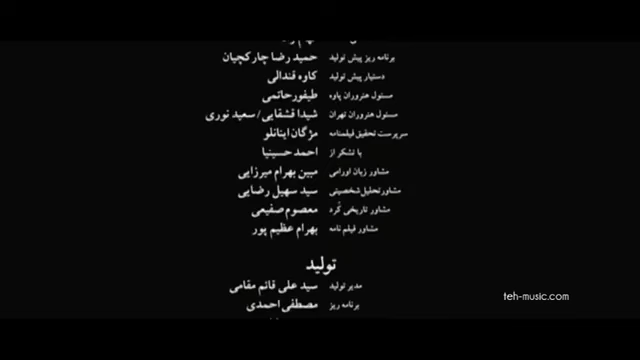 برنامه ریز پیش تولید حمید رضا چارکچیان
دستیار پیش تولید کاوه قندالی
مسئول هنروران پاوه طیفور حاتمی
مسئول هنروران تهران شیدا قشقایی / سعید نوری
سرپرست تحقیق فیلمنامه مژگان اینانلو
با تشکر از احمد حسینیا
مشاور زبان اورامی مبین بهرام میرزایی
مشاور تحلیل شخصیتی سید سهیل رضایی
مشاور تاریخی کُرد معصوم صفیعی
مشاور فیلم نامه بهرام عظیم پور
تولید
مدیر تولید سید علی قائم مقامی
برنامه ریز مصطفی احمدی
teh-music.com